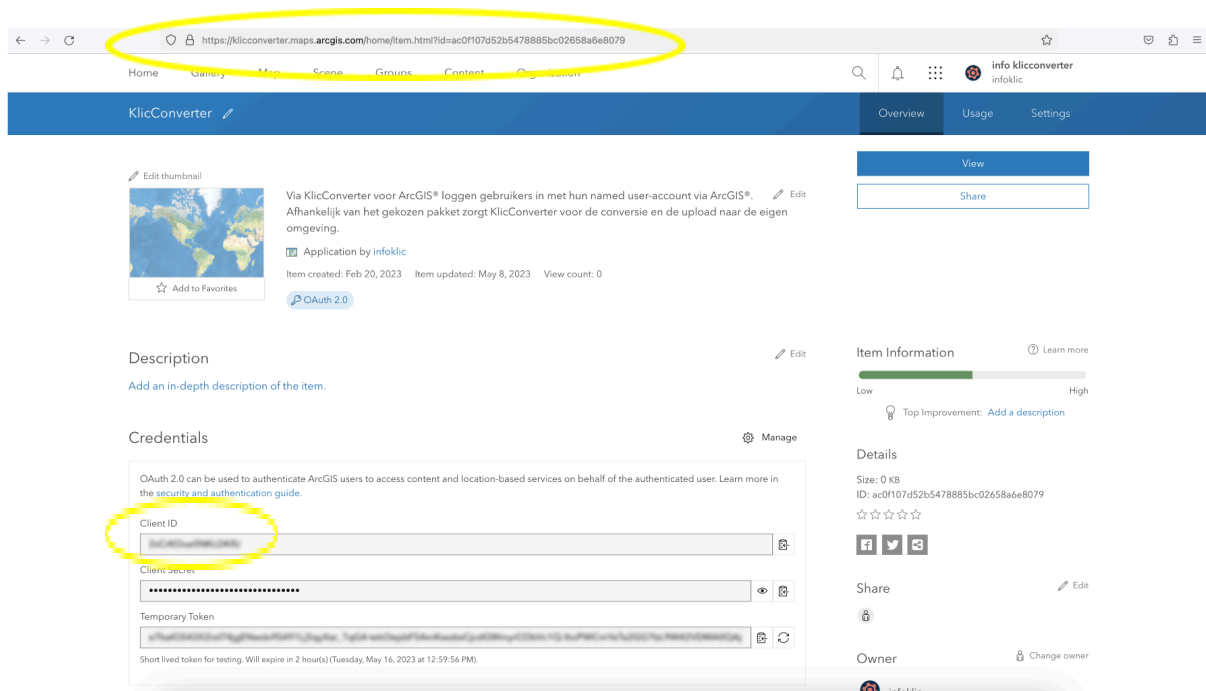 https://klicconverter.maps.arcgis.com/home/item.html?id=ac0f107d52b5478885bc02658a6e8079
Home Gallery Map Scene Groups Content Organization
info klicconverter
infoklic
KlicConverter
Overview Usage Settings
Edit thumbnail
Add to Favorites
Via KlicConverter voor ArcGIS® loggen gebruikers in met hun named user-account via ArcGIS®.
Afhankelijk van het gekozen pakket zorgt KlicConverter voor de conversie en de upload naar de eigen
omgeving.
Edit
Application by infoklic
Item created: Feb 20, 2023 Item updated: May 8, 2023 View count: 0
OAuth 2.0
View
Share
Description
Edit
Add an in-depth description of the item.
Credentials
Manage
OAuth 2.0 can be used to authenticate ArcGIS users to access content and location-based services on behalf of the authenticated user. Learn more in
the security and authentication guide.
Client ID
Client Secret
Temporary Token
Short lived token for testing. Will expire in 2 hour(s) (Tuesday, May 16, 2023 at 12:59:56 PM).
Item Information
Learn more
Low High
Top Improvement: Add a description
Details
Size: 0 KB
ID: ac0f107d52b5478885bc02658a6e8079
Share
Edit
Owner
Change owner
infoklic